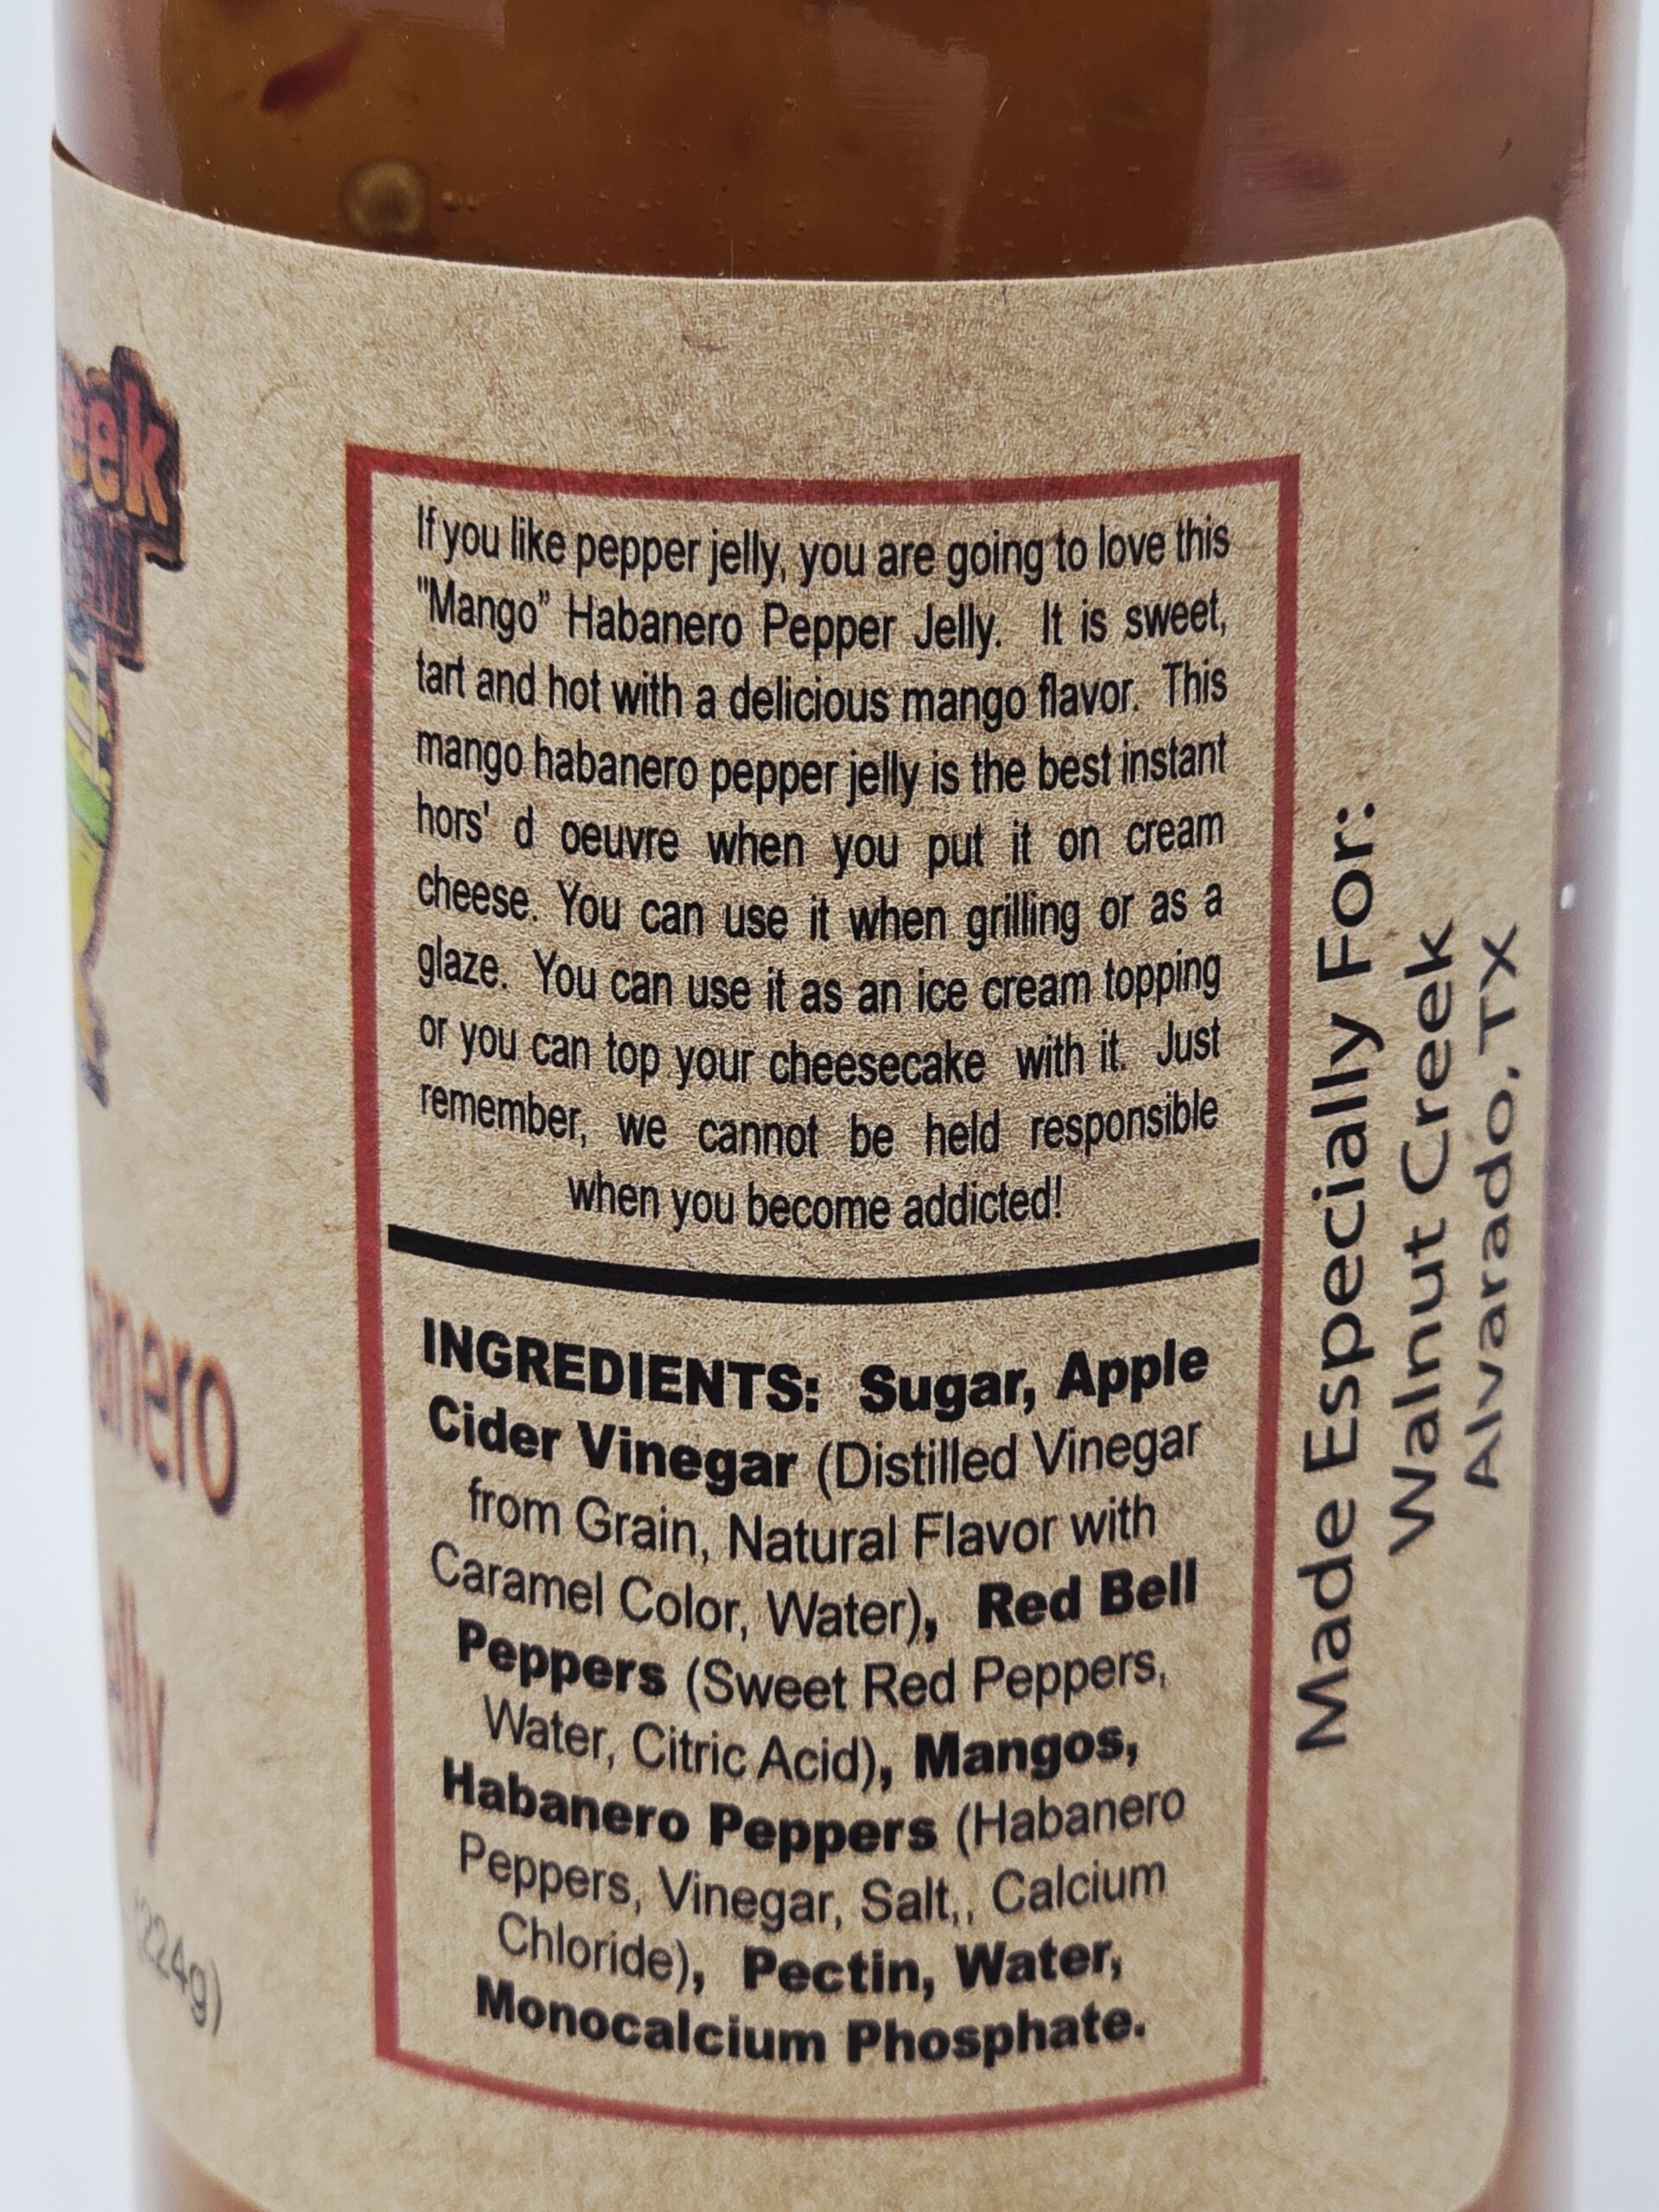 eek
anero
elly
(224g)
If you like pepper jelly, you are going to love this
"Mango” Habanero Pepper Jelly. It is sweet,
tart and hot with a delicious mango flavor. This
mango habanero pepper jelly is the best instant
hors' d oeuvre when you put it on cream
cheese. You can use it when grilling or as a
glaze. You can use it as an ice cream topping
or you can top your cheesecake with it. Just
remember, we cannot be held responsible
when you become addicted!
INGREDIENTS: Sugar, Apple
Cider Vinegar (Distilled Vinegar
from Grain, Natural Flavor with
Caramel Color, Water), Red Bell
Peppers (Sweet Red Peppers,
Water, Citric Acid), Mangos,
Habanero Peppers (Habanero
Peppers, Vinegar, Salt,, Calcium
Chloride), Pectin, Water,
Monocalcium Phosphate.
Made Especially For:
Walnut Creek
Alvarado, TX